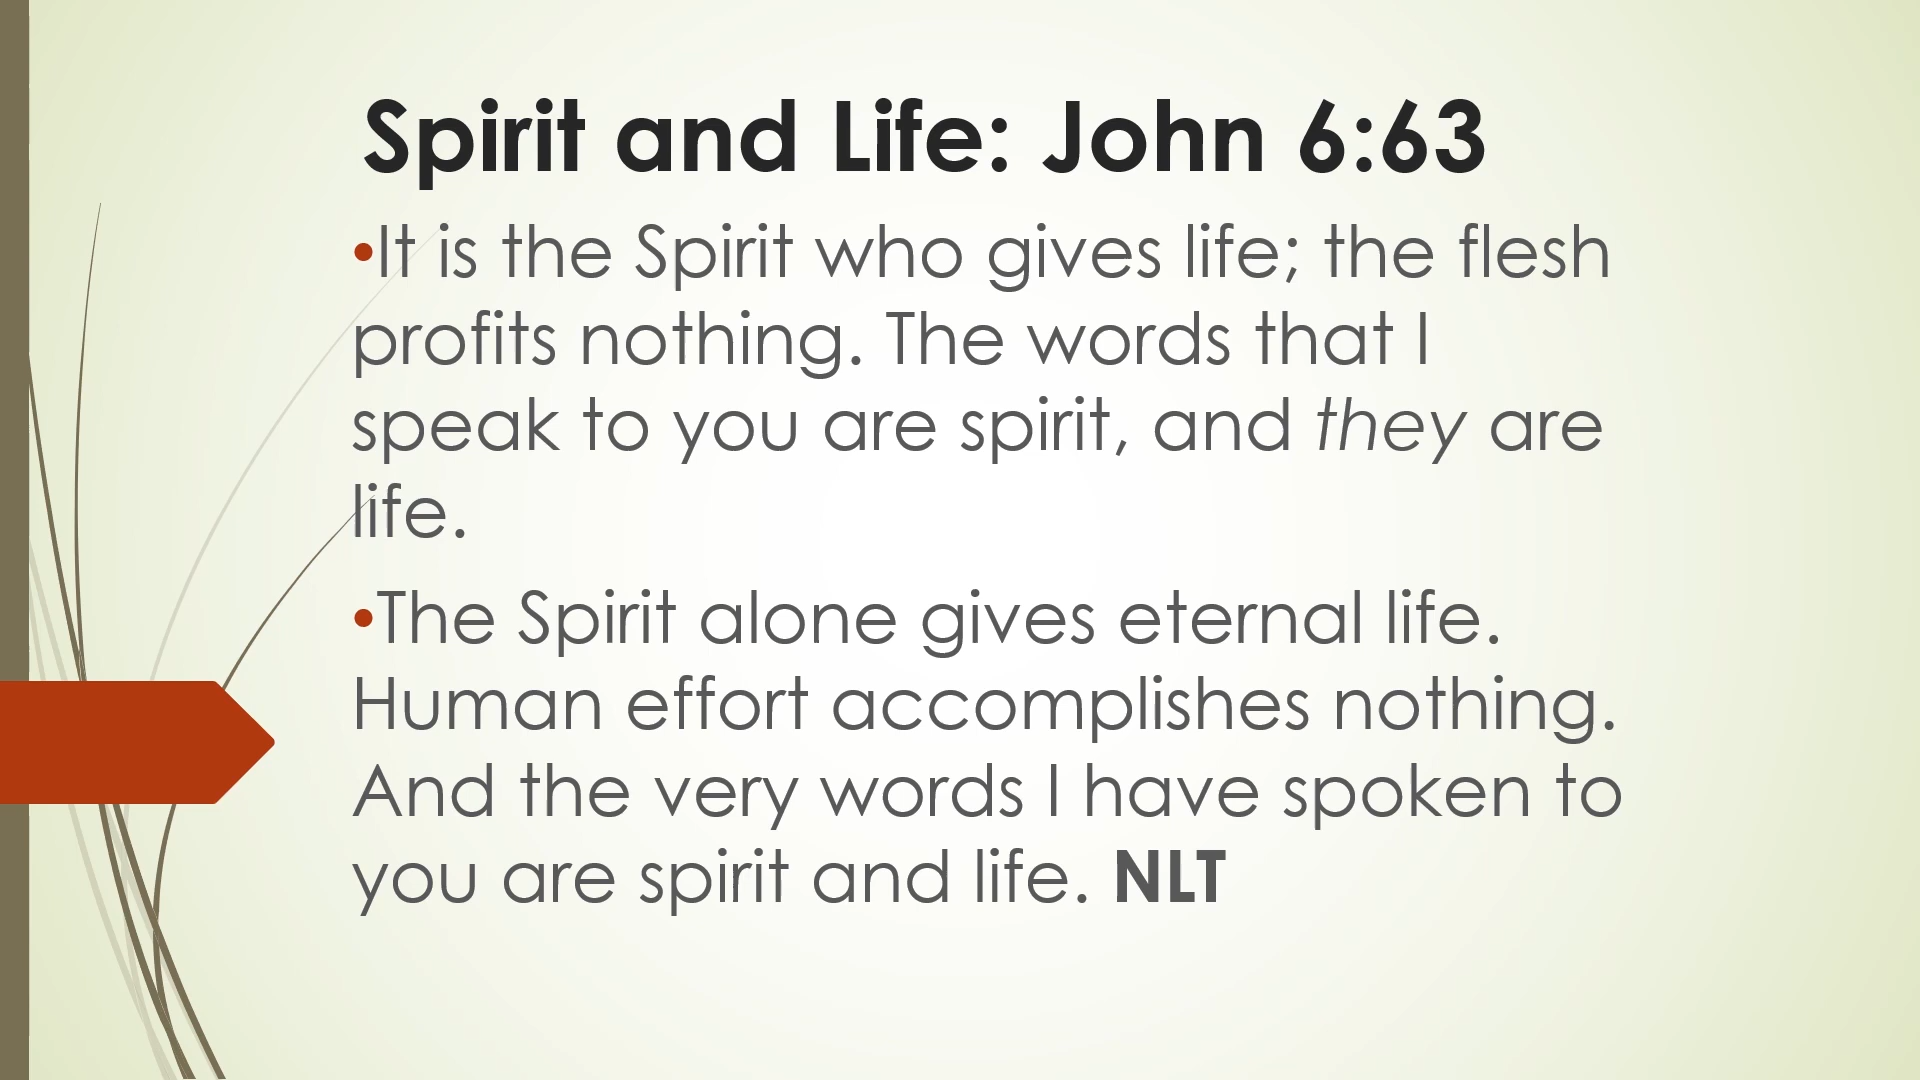 Spirit and Life: John 6:63
•It is the Spirit who gives life; the flesh
profits nothing. The words that I
speak to you are spirit, and they are
life.
•The Spirit alone gives eternal life.
Human effort accomplishes nothing.
And the very words I have spoken to
you are spirit and life. NLT